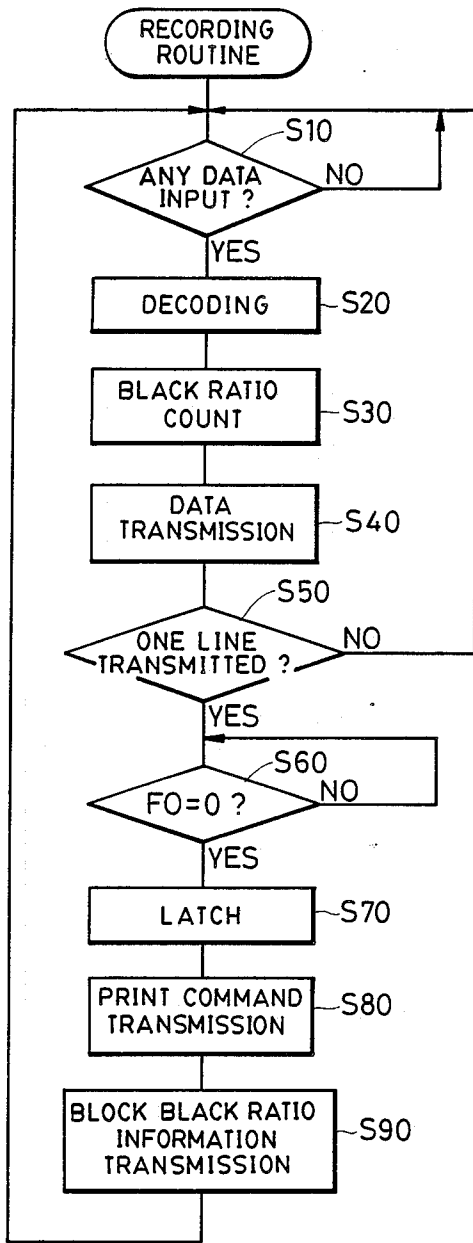 RECORDING
ROUTINE
S10
ANY DATA
INPUT ?
NO
YES
DECODING
S20
BLACK RATIO
COUNT
S30
DATA
TRANSMISSION
S40
S50
ONE LINE
TRANSMITTED ?
NO
YES
S60
FO=0 ?
NO
YES
LATCH
S70
PRINT COMMAND
TRANSMISSION
S80
BLOCK BLACK RATIO
INFORMATION
TRANSMISSION
S90